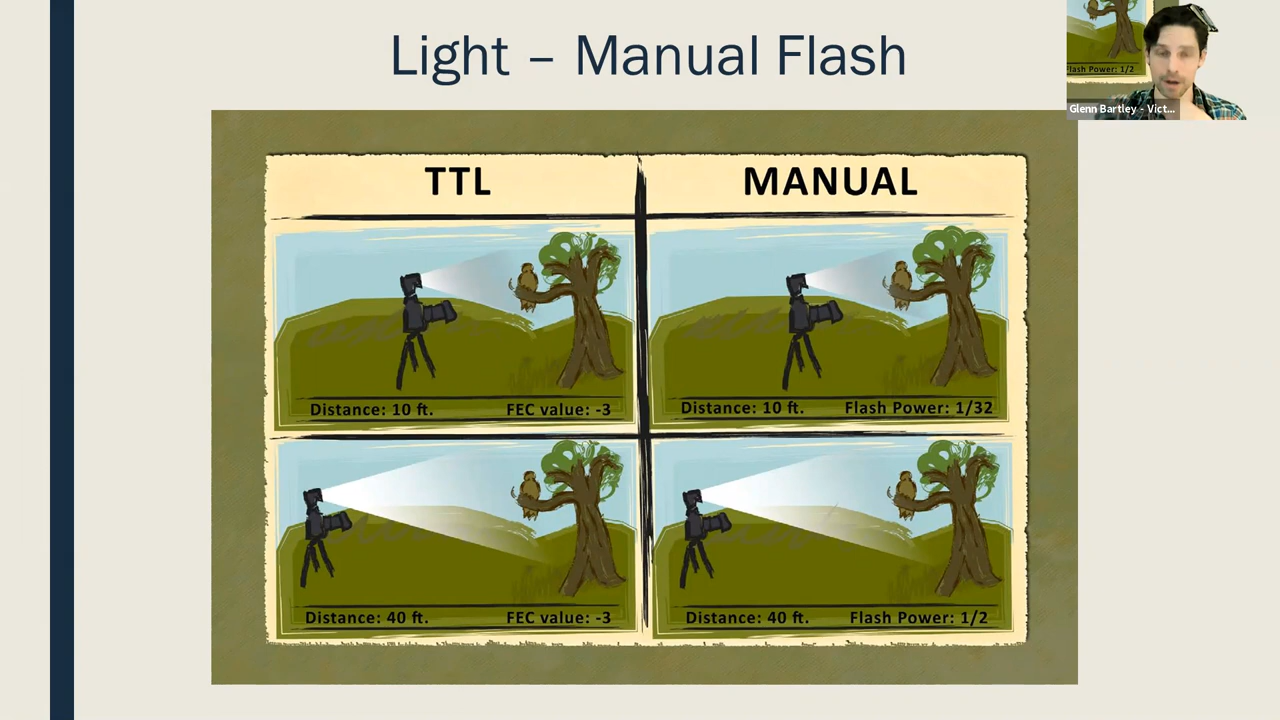 Light – Manual Flash
Flash Power: 1/2
Glenn Bartley - Vict...
TTL
MANUAL
Distance: 10 ft.
FEC value: -3
Distance: 10 ft.
Flash Power: 1/32
Distance: 40 ft.
FEC value: -3
Distance: 40 ft.
Flash Power: 1/2